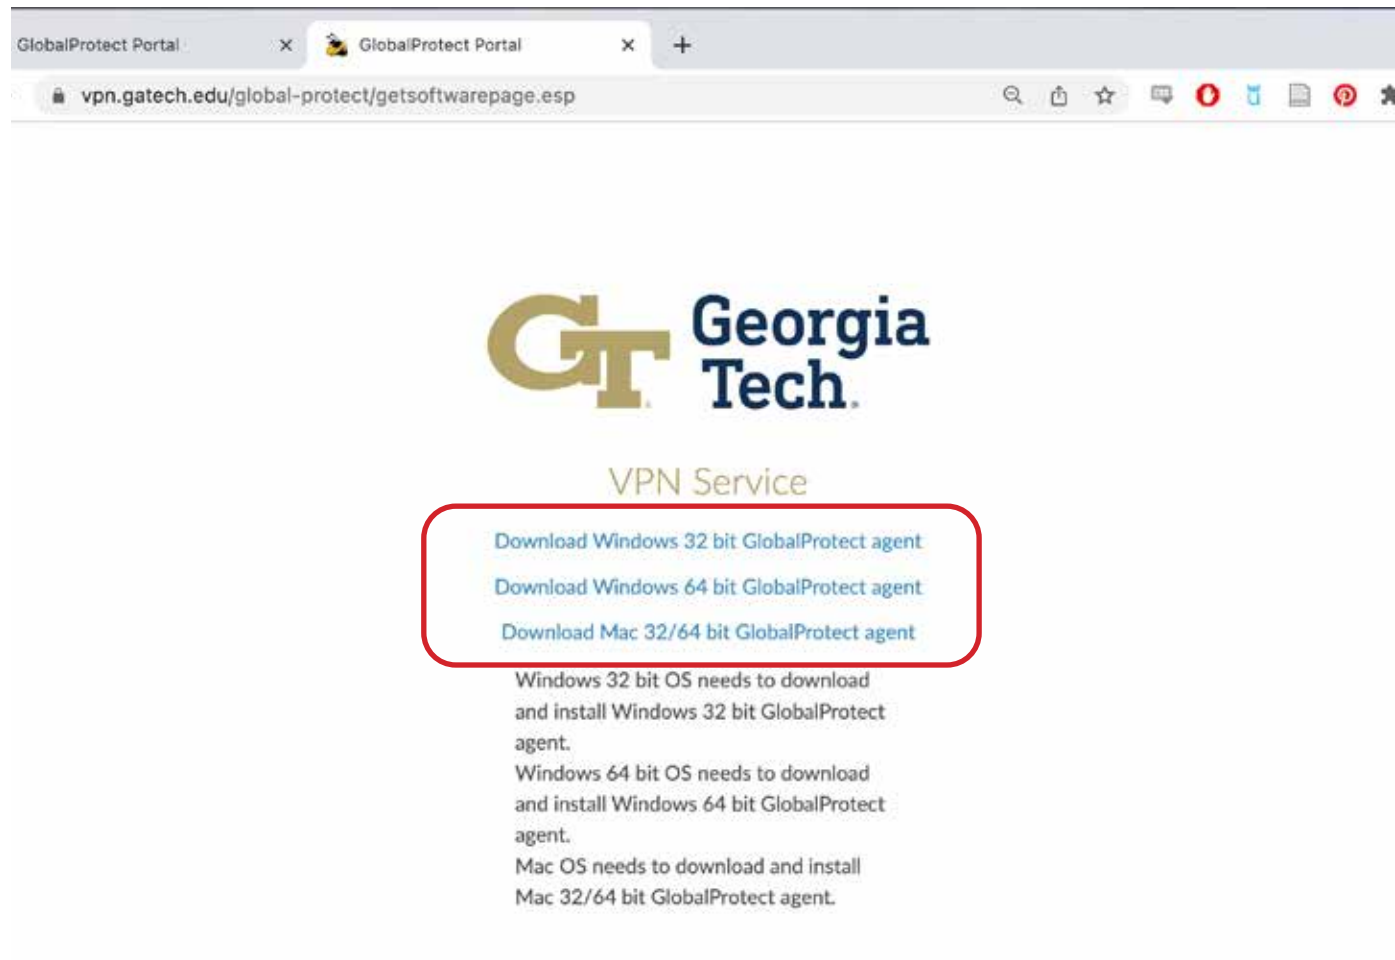 GlobalProtect Portal
GlobalProtect Portal
vpn.gatech.edu/global-protect/getsoftwarepage.esp
GT
Georgia
Tech
VPN Service
Download Windows 32 bit GlobalProtect agent
Download Windows 64 bit GlobalProtect agent
Download Mac 32/64 bit GlobalProtect agent
Windows 32 bit OS needs to download
and install Windows 32 bit GlobalProtect
agent.
Windows 64 bit OS needs to download
and install Windows 64 bit GlobalProtect
agent.
Mac OS needs to download and install
Mac 32/64 bit GlobalProtect agent.